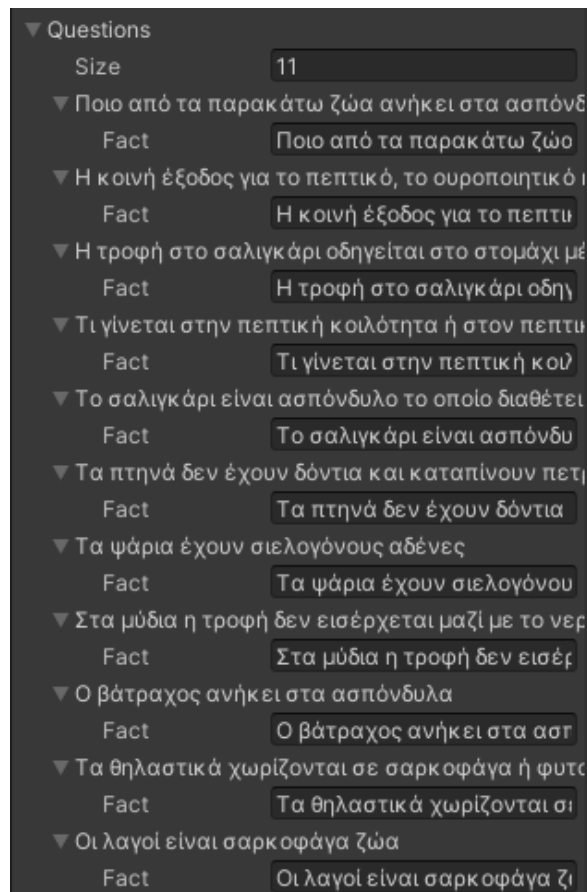 Questions
Size 11
Ποιο από τα παρακάτω ζώα ανήκει στα ασπόνδ
Fact Ποιο από τα παρακάτω ζώα
Η κοινή έξοδος για το πεπτικό, το ουροποιητικό
Fact Η κοινή έξοδος για το πεπτι
Η τροφή στο σαλιγκάρι οδηγείται στο στομάχι μέ
Fact Η τροφή στο σαλιγκάρι οδηγ
Τι γίνεται στην πεπτική κοιλότητα ή στον πεπτι
Fact Τι γίνεται στην πεπτική κοιλ
Το σαλιγκάρι είναι ασπόνδυλο το οποίο διαθέτει
Fact Το σαλιγκάρι είναι ασπόνδυ
Τα πτηνά δεν έχουν δόντια και καταπίνουν πετρ
Fact Τα πτηνά δεν έχουν δόντια
Τα ψάρια έχουν σιελογόνους αδένες
Fact Τα ψάρια έχουν σιελογόνου
Στα μύδια η τροφή δεν εισέρχεται μαζί με το νερ
Fact Στα μύδια η τροφή δεν εισέρ
Ο βάτραχος ανήκει στα ασπόνδυλα
Fact Ο βάτραχος ανήκει στα ασπ
Τα θηλαστικά χωρίζονται σε σαρκοφάγα ή φυτο
Fact Τα θηλαστικά χωρίζονται σε
Οι λαγοί είναι σαρκοφάγα ζώα
Fact Οι λαγοί είναι σαρκοφάγα ζ